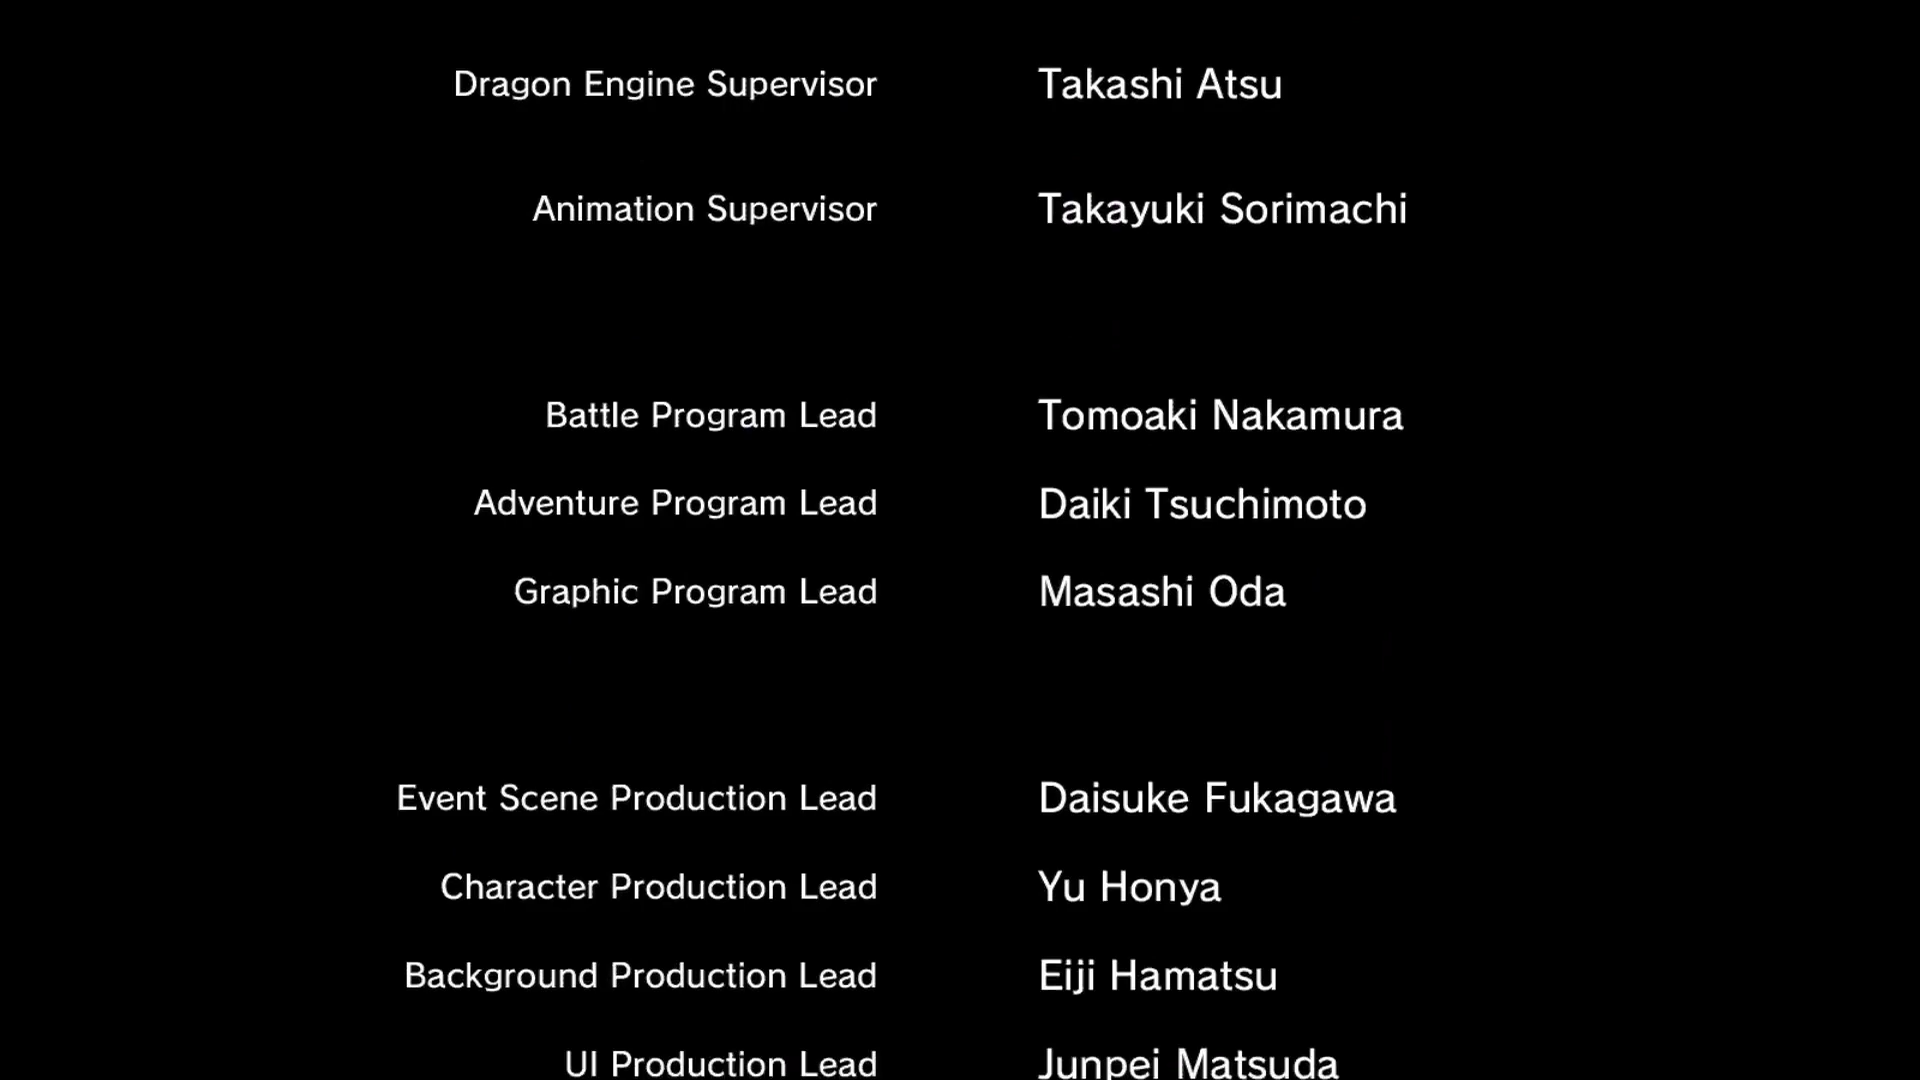 Dragon Engine Supervisor Takashi Atsu
Animation Supervisor Takayuki Sorimachi
Battle Program Lead Tomoaki Nakamura
Adventure Program Lead Daiki Tsuchimoto
Graphic Program Lead Masashi Oda
Event Scene Production Lead Daisuke Fukagawa
Character Production Lead Yu Honya
Background Production Lead Eiji Hamatsu
UI Production Lead Junpei Matsuda